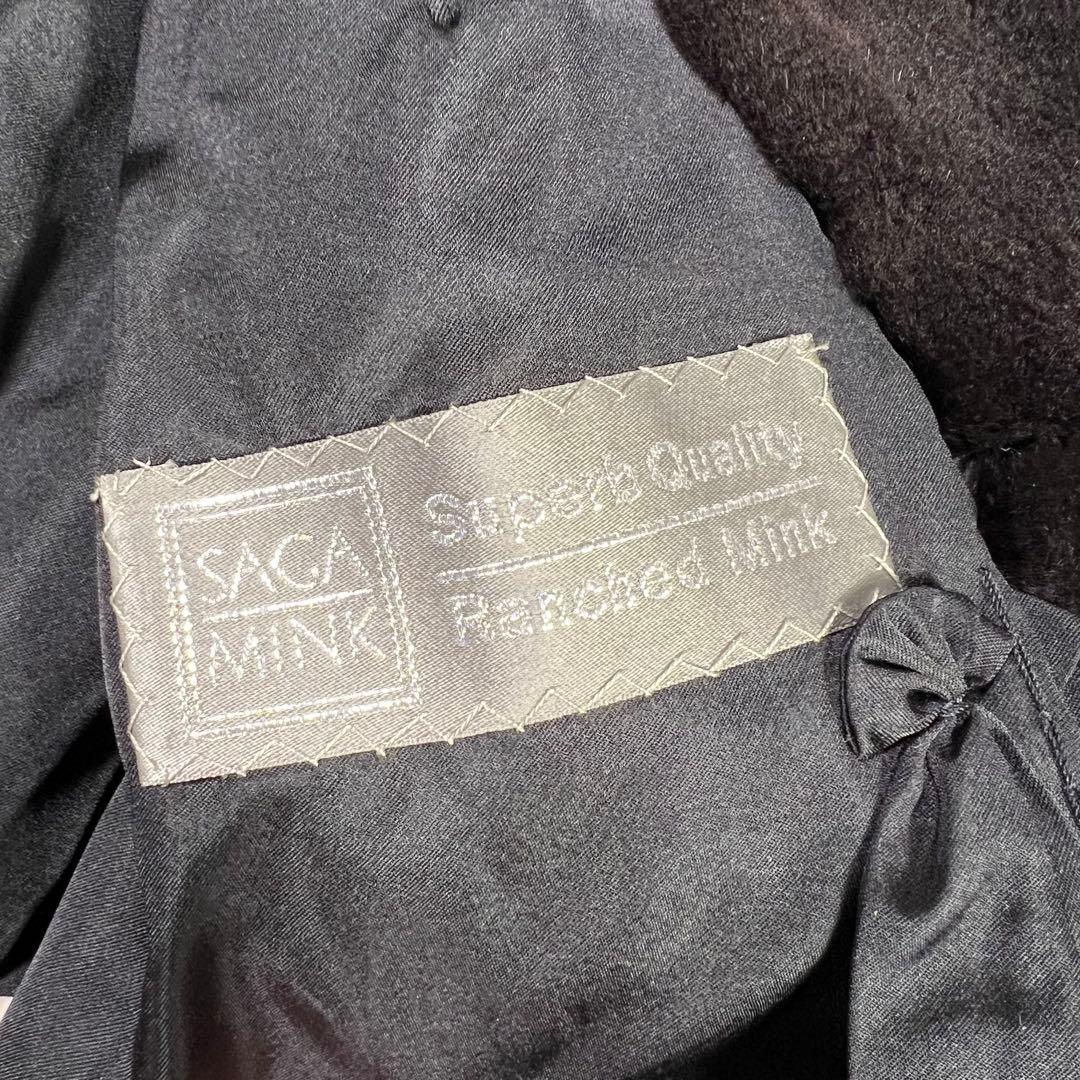 SAGA
MINK
Superb Quality
Ranched Mink